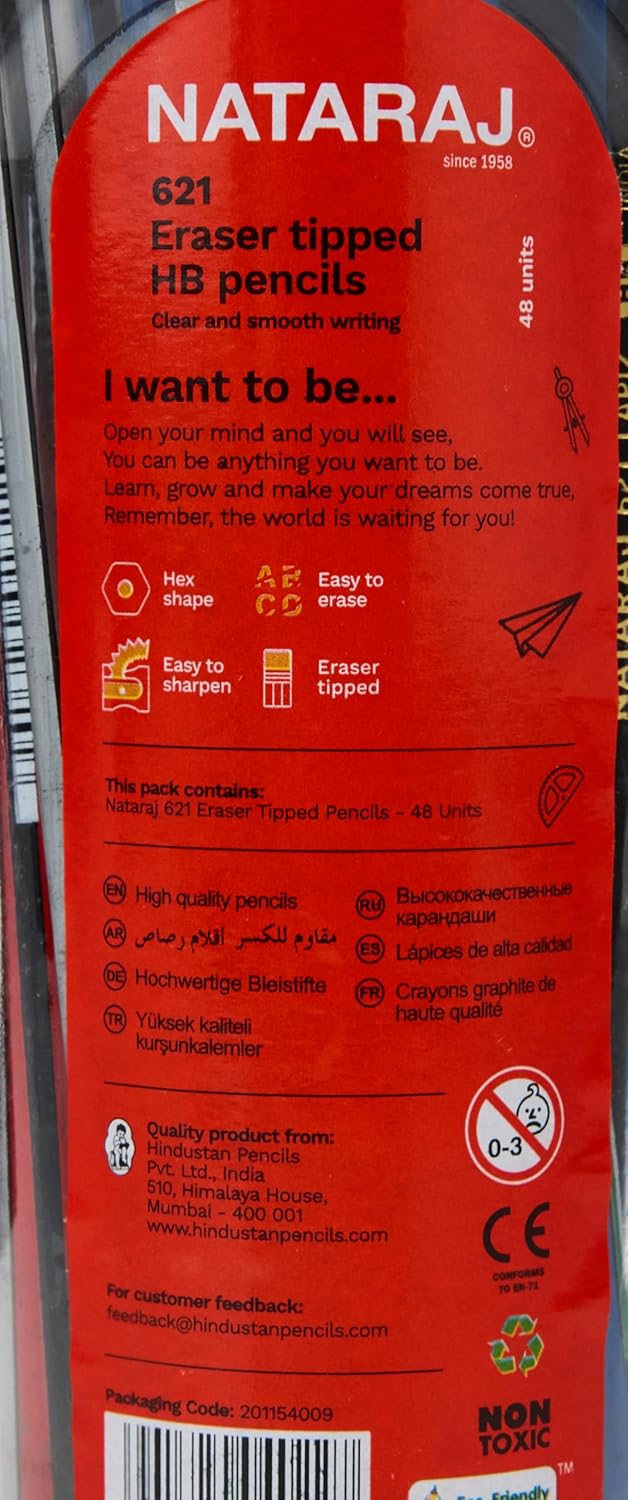 NATARAJ®
since 1958
621
Eraser tipped
HB pencils
Clear and smooth writing
48 units
I want to be...
Open your mind and you will see,
You can be anything you want to be.
Learn, grow and make your dreams come true,
Remember, the world is waiting for you!
Hex
shape
A B
C D
Easy to
erase
Easy to
sharpen
Eraser
tipped
This pack contains:
Nataraj 621 Eraser Tipped Pencils - 48 Units
EN High quality pencils
AR مقاوم للكسر اقلام رصاص
DE Hochwertige Bleistifte
TR Yüksek kaliteli
kurşunkalemler
RU Высококачественные
карандаши
ES Lápices de alta calidad
FR Crayons graphite de
haute qualité
0-3
Quality product from:
Hindustan Pencils
Pvt. Ltd., India
510, Himalaya House,
Mumbai - 400 001
www.hindustanpencils.com
CE
CONFORMS
TO EN-71
For customer feedback:
feedback@hindustanpencils.com
Packaging Code: 201154009
NON
TOXIC
Eco-Friendly
TM